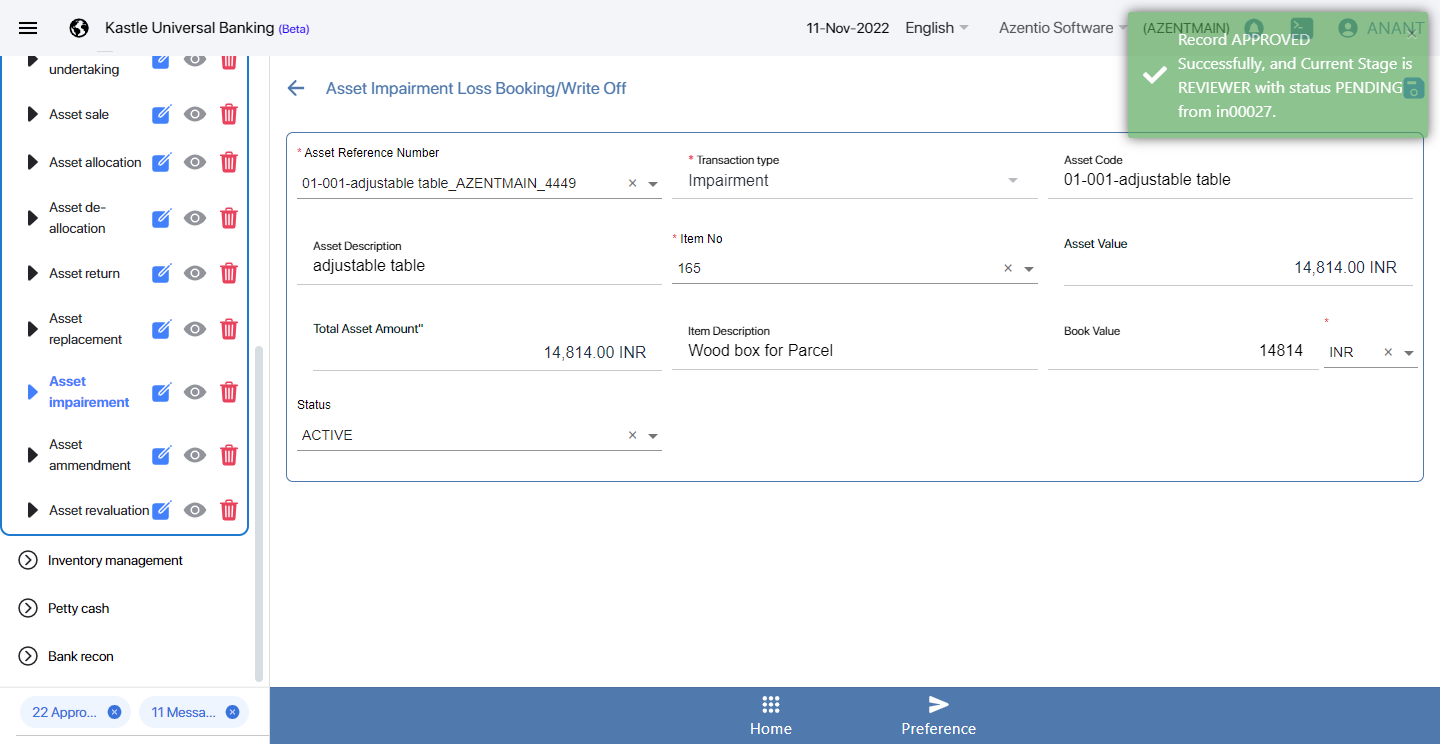 Kastle Universal Banking (Beta)
11-Nov-2022
English
Azentio Software
(AZENTMAIN)
ANANT
Record APPROVED
Successfully, and Current Stage is
REVIEWER with status PENDING
from in00027.
undertaking
Asset sale
Asset allocation
Asset de-
allocation
Asset return
Asset
replacement
Asset
impairement
Asset
ammendment
Asset revaluation
Inventory management
Petty cash
Bank recon
22 Appro...
11 Messa...
Asset Impairment Loss Booking/Write Off
* Asset Reference Number
01-001-adjustable table_AZENTMAIN_4449
* Transaction type
Impairment
Asset Code
01-001-adjustable table
Asset Description
adjustable table
* Item No
165
Asset Value
14,814.00 INR
Total Asset Amount"
14,814.00 INR
Item Description
Wood box for Parcel
Book Value
14814
*
INR
Status
ACTIVE
Home
Preference